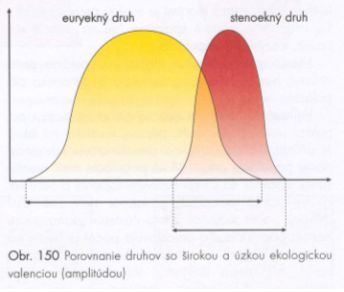 euryekný druh
stenoekný druh
Obr. 150 Porovnanie druhov so širokou a úzkou ekologickou
valenciou (amplitúdou)